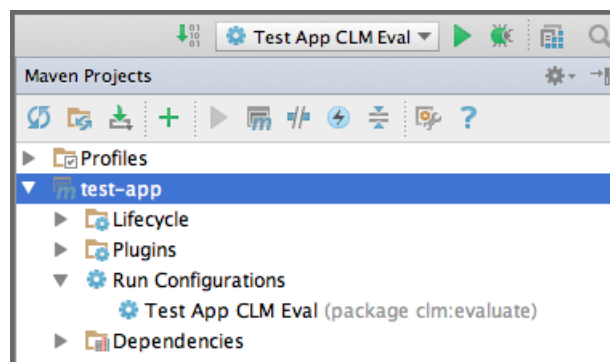 Test App CLM Eval
Maven Projects
Profiles
test-app
Lifecycle
Plugins
Run Configurations
Test App CLM Eval (package clm:evaluate)
Dependencies